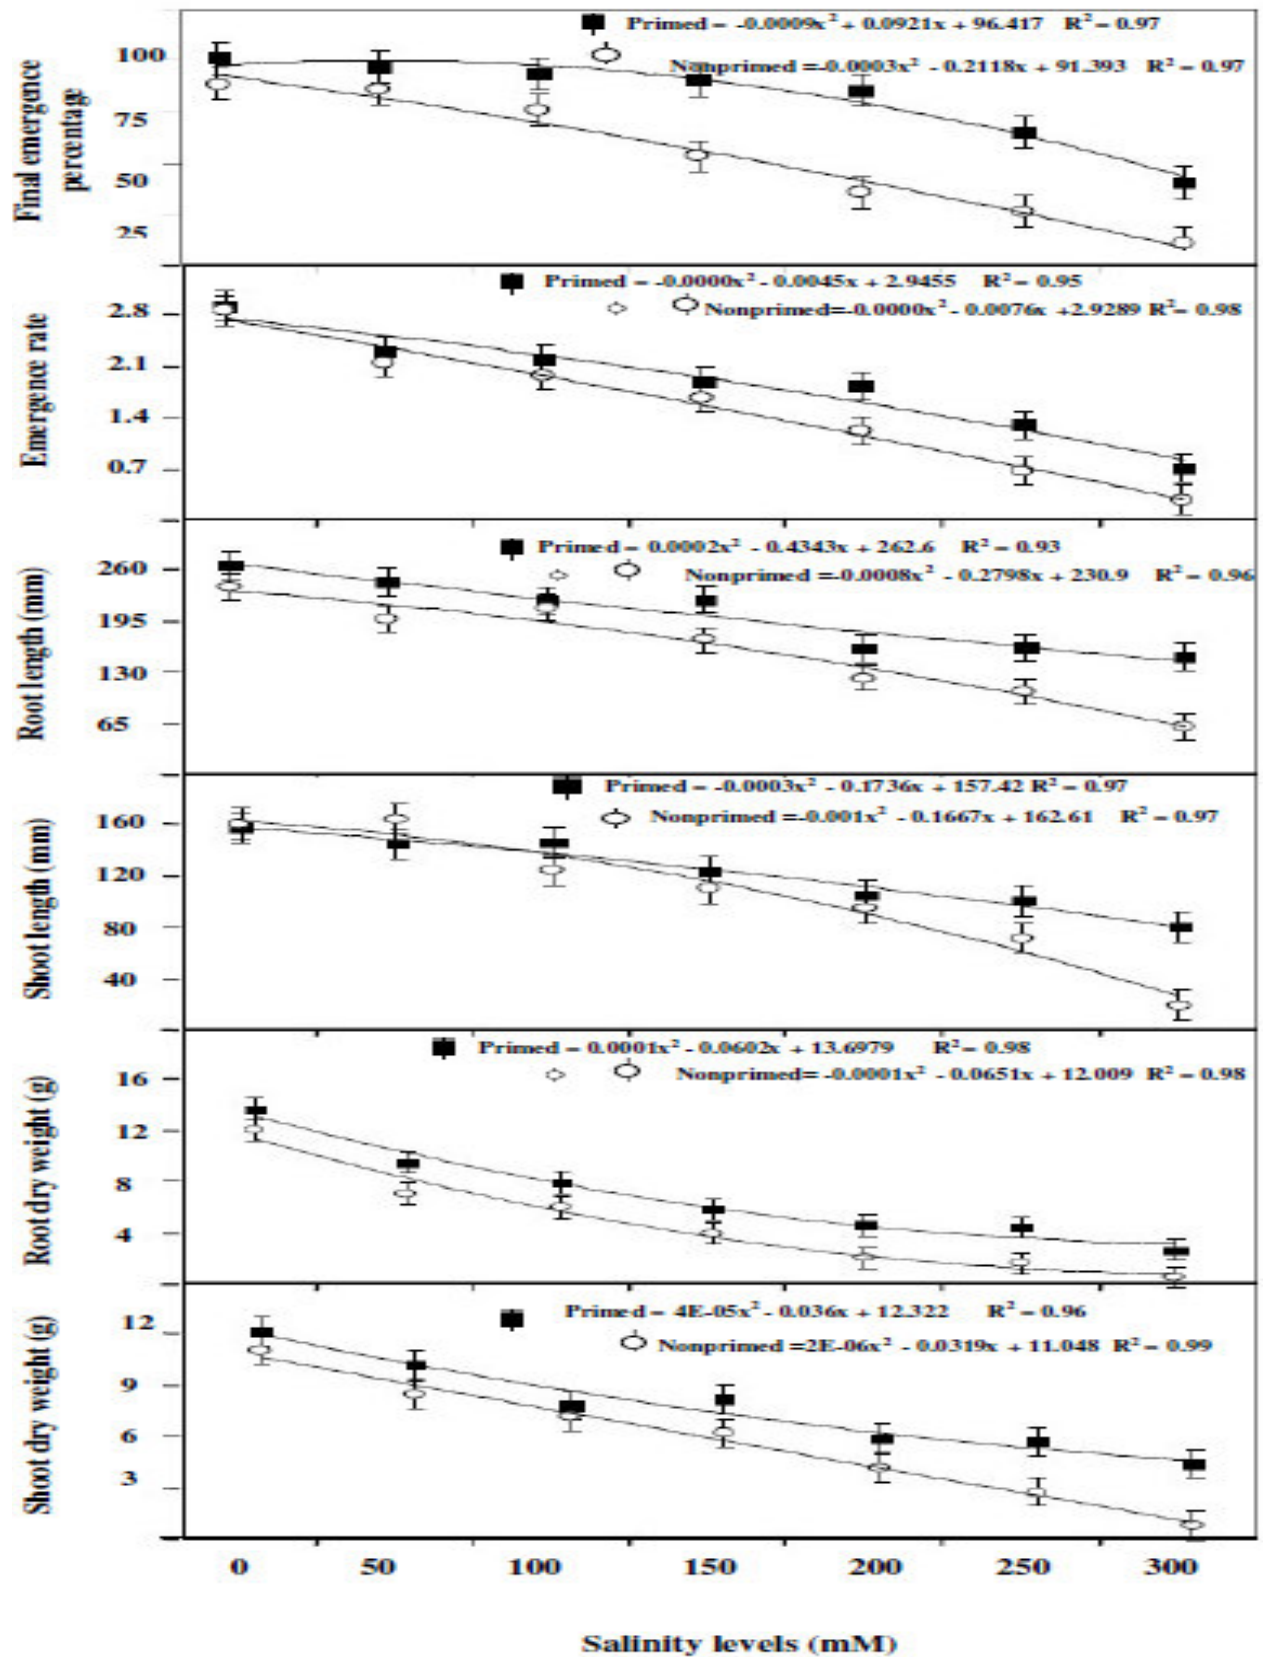 Primed = -0.0009x² + 0.0921x + 96.417 R² = 0.97
Nonprimed =-0.0003x² - 0.2118x + 91.393 R² = 0.97
Final emergence
percentage
100
75
50
25
Primed = -0.0000x² - 0.0045x + 2.9455 R² = 0.95
Nonprimed=-0.0000x² - 0.0076x +2.9289 R²= 0.98
Emergence rate
2.8
2.1
1.4
0.7
Primed = 0.0002x² - 0.4343x + 262.6 R² = 0.93
Nonprimed =-0.0008x² - 0.2798x + 230.9 R² = 0.96
Root length (mm)
260
195
130
65
Primed = -0.0003x² - 0.1736x + 157.42 R² = 0.97
Nonprimed =-0.001x² - 0.1667x + 162.61 R² = 0.97
Shoot length (mm)
160
120
80
40
Primed = 0.0001x² - 0.0602x + 13.6979 R² = 0.98
Nonprimed= -0.0001x² - 0.0651x + 12.009 R² = 0.98
Root dry weight (g)
16
12
8
4
Primed = 4E-05x² - 0.036x + 12.322 R² = 0.96
Nonprimed =2E-06x² - 0.0319x + 11.048 R² = 0.99
Shoot dry weight (g)
12
9
6
3
0 50 100 150 200 250 300
Salinity levels (mM)